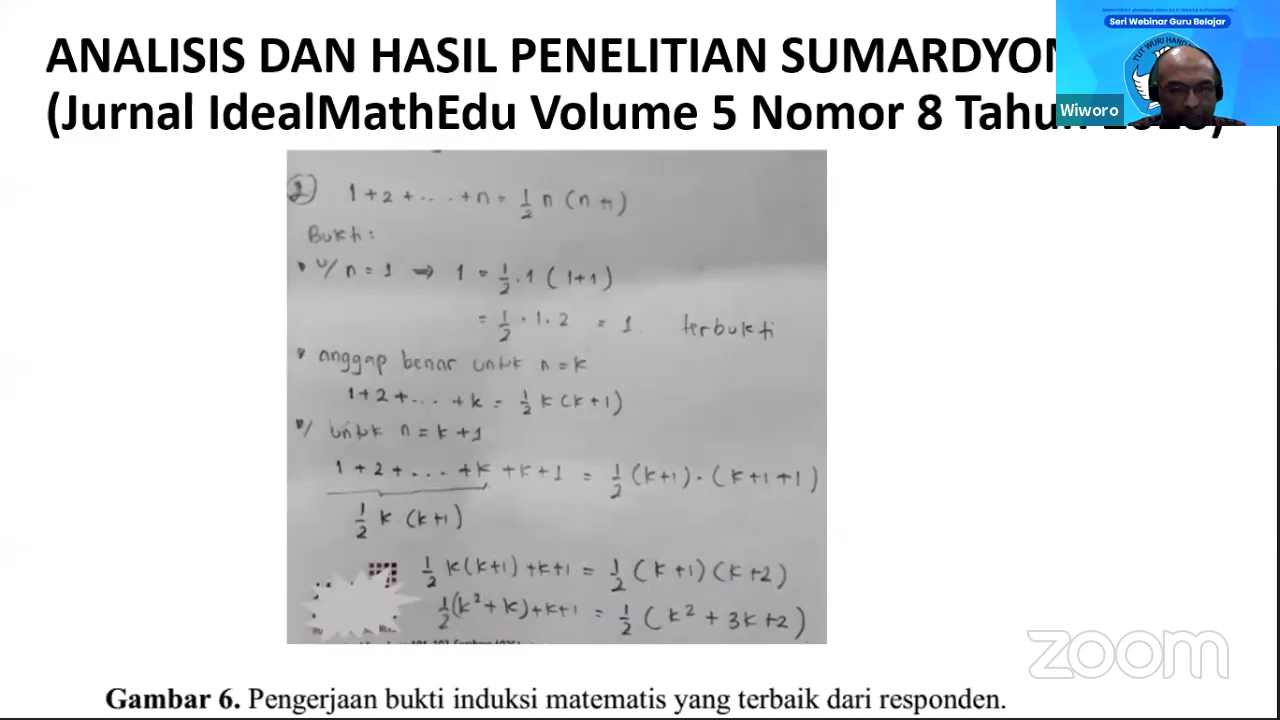 ANALISIS DAN HASIL PENELITIAN SUMARDYON
(Jurnal IdealMathEdu Volume 5 Nomor 8 Tahun
Seri Webinar Guru Belajar
TUT WURI HAND
Wiworo
2 1 + 2 + ... + n = 1/2 n (n+1)
Bukti:
• u/ n = 1 → 1 = 1/2 . 1 (1+1)
= 1/2 . 1 . 2 = 1. terbukti
• anggap benar untuk n = k
1 + 2 + ... + k = 1/2 k (k+1)
•/ untuk n = k + 1
1 + 2 + ... + k + k + 1 = 1/2 (k+1) . (k+1+1)
1/2 k (k+1)
1/2 k(k+1) + k+1 = 1/2 (k+1)(k+2)
1/2 (k² + k) + k+1 = 1/2 (k² + 3k + 2)
zoom
Gambar 6. Pengerjaan bukti induksi matematis yang terbaik dari responden.